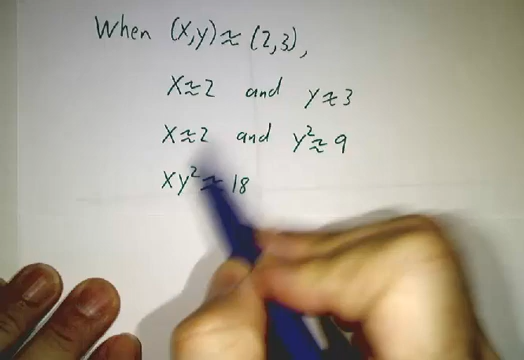 When (x,y) ≈ (2,3),
x≈2 and y≈3
x≈2 and y²≈9
xy²≈18